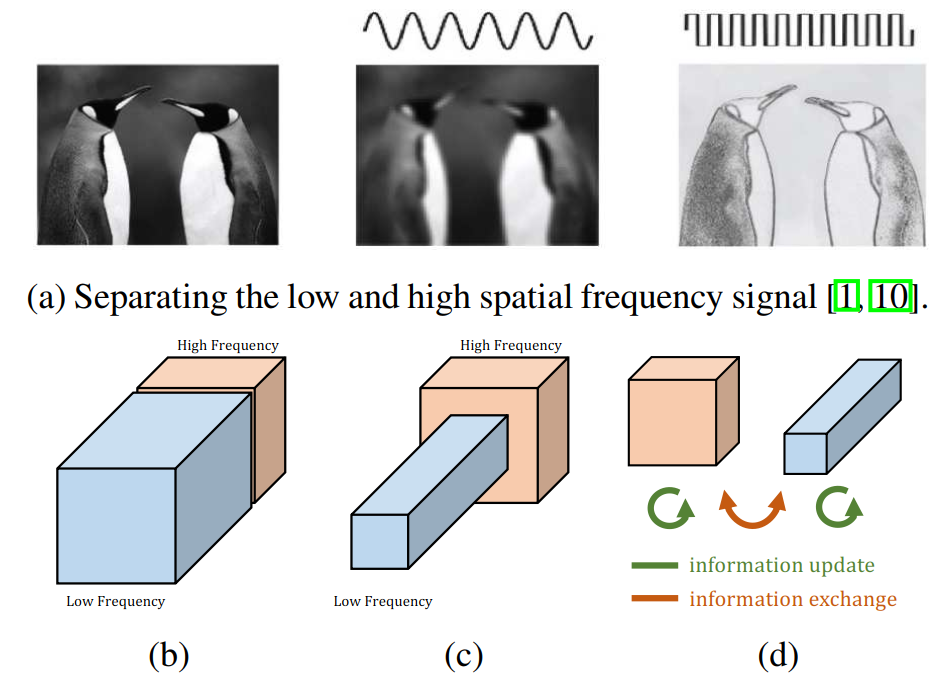 (a) Separating the low and high spatial frequency signal [1, 10].
High Frequency
High Frequency
information update
information exchange
Low Frequency
Low Frequency
(b)
(c)
(d)